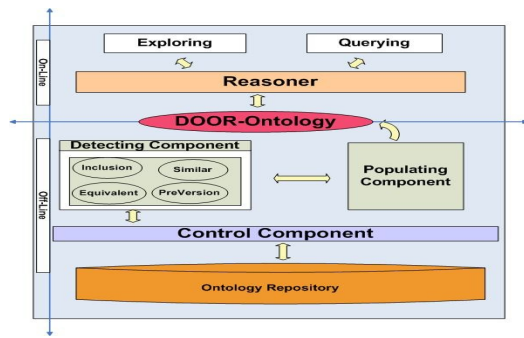 Exploring
Querying
On-Line
Reasoner
DOOR-Ontology
Detecting Component
Inclusion
Similar
Equivalent
PreVersion
Populating
Component
Off-Line
Control Component
Ontology Repository